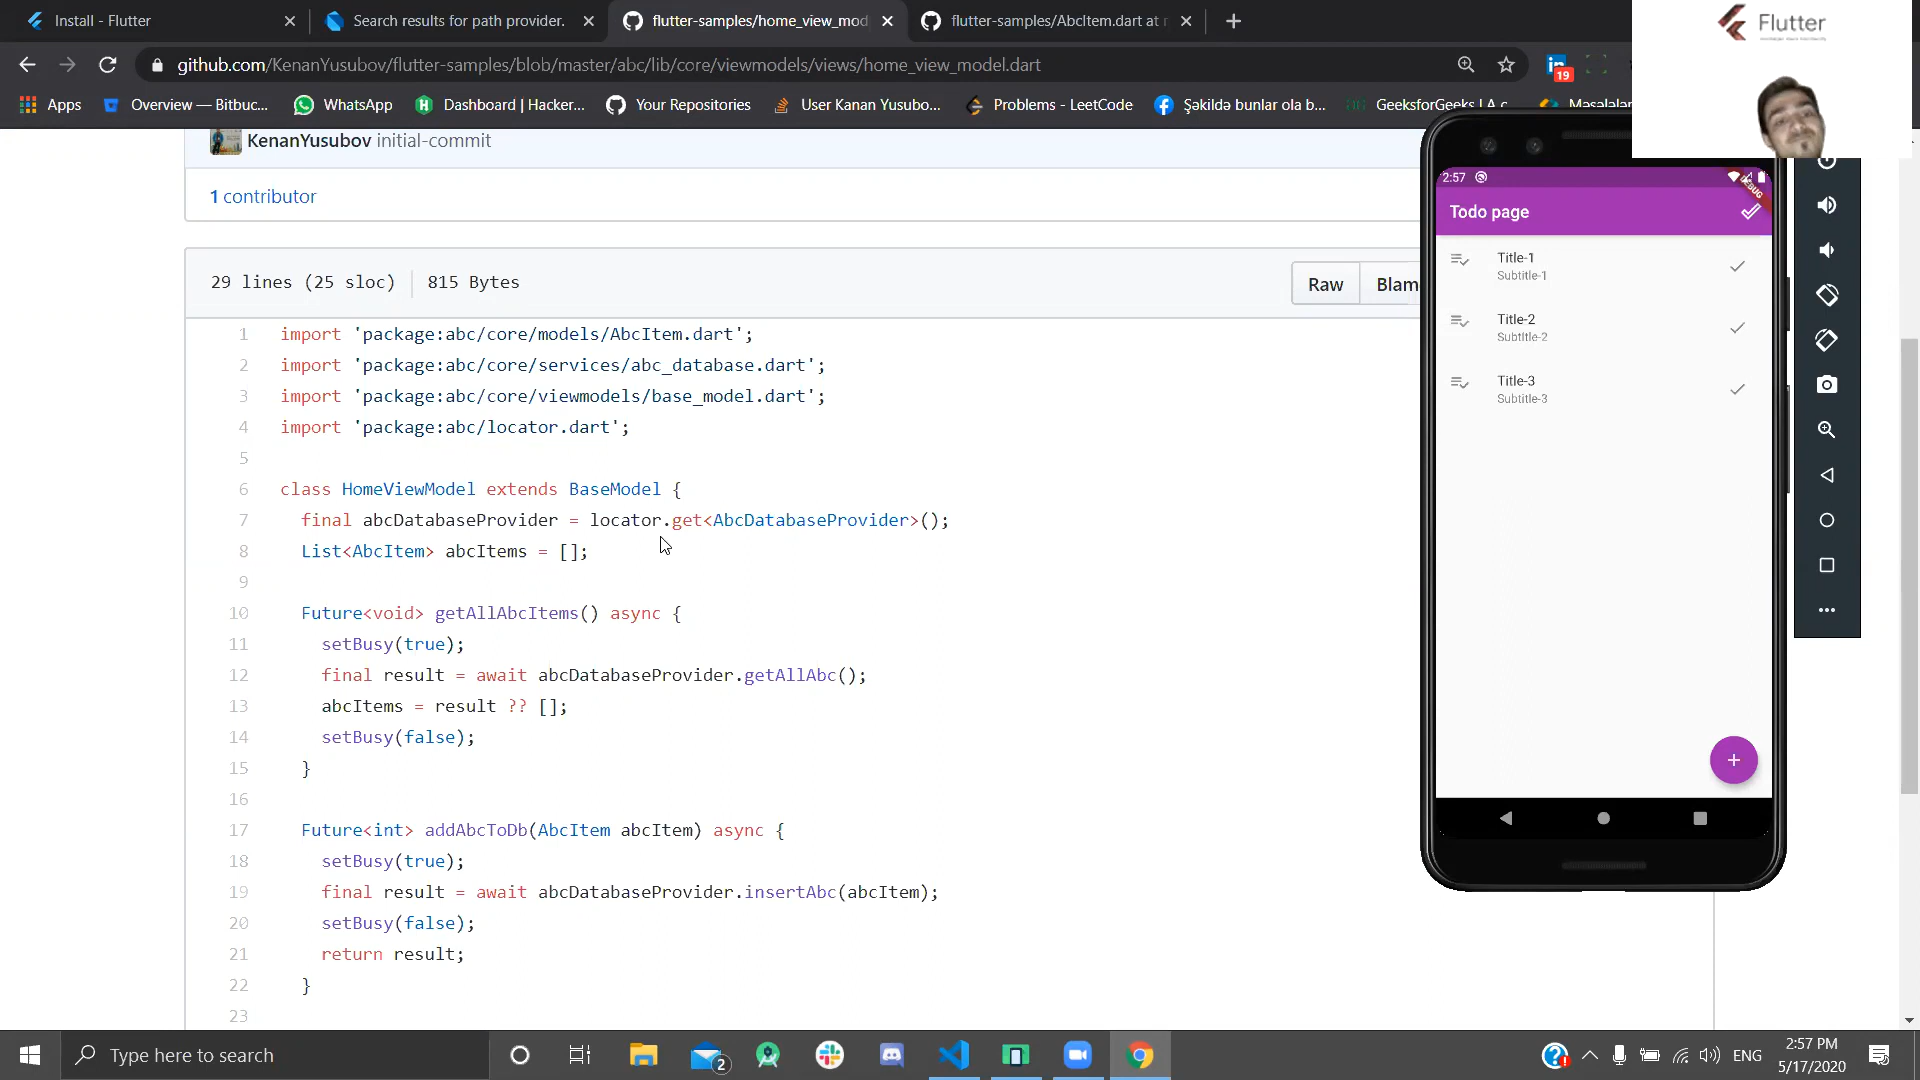 Install - Flutter
Search results for path provider.
flutter-samples/home_view_mod
flutter-samples/AbcItem.dart at
Flutter
github.com/KenanYusubov/flutter-samples/blob/master/abc/lib/core/viewmodels/views/home_view_model.dart
19
Apps
Overview — Bitbuc...
WhatsApp
Dashboard | Hacker...
Your Repositories
User Kanan Yusubo...
Problems - LeetCode
Şəkildə bunlar ola b...
GeeksforGeeks | A c
Masalalar
KenanYusubov initial-commit
1 contributor
29 lines (25 sloc)
815 Bytes
Raw
Blam
1 import 'package:abc/core/models/AbcItem.dart';
2 import 'package:abc/core/services/abc_database.dart';
3 import 'package:abc/core/viewmodels/base_model.dart';
4 import 'package:abc/locator.dart';
5
6 class HomeViewModel extends BaseModel {
7 final abcDatabaseProvider = locator.get<AbcDatabaseProvider>();
8 List<AbcItem> abcItems = [];
9
10 Future<void> getAllAbcItems() async {
11 setBusy(true);
12 final result = await abcDatabaseProvider.getAllAbc();
13 abcItems = result ?? [];
14 setBusy(false);
15 }
16
17 Future<int> addAbcToDb(AbcItem abcItem) async {
18 setBusy(true);
19 final result = await abcDatabaseProvider.insertAbc(abcItem);
20 setBusy(false);
21 return result;
22 }
23
2:57
DEBUG
Todo page
Title-1
Subtitle-1
Title-2
Subtitle-2
Title-3
Subtitle-3
Type here to search
2
ENG
2:57 PM
5/17/2020